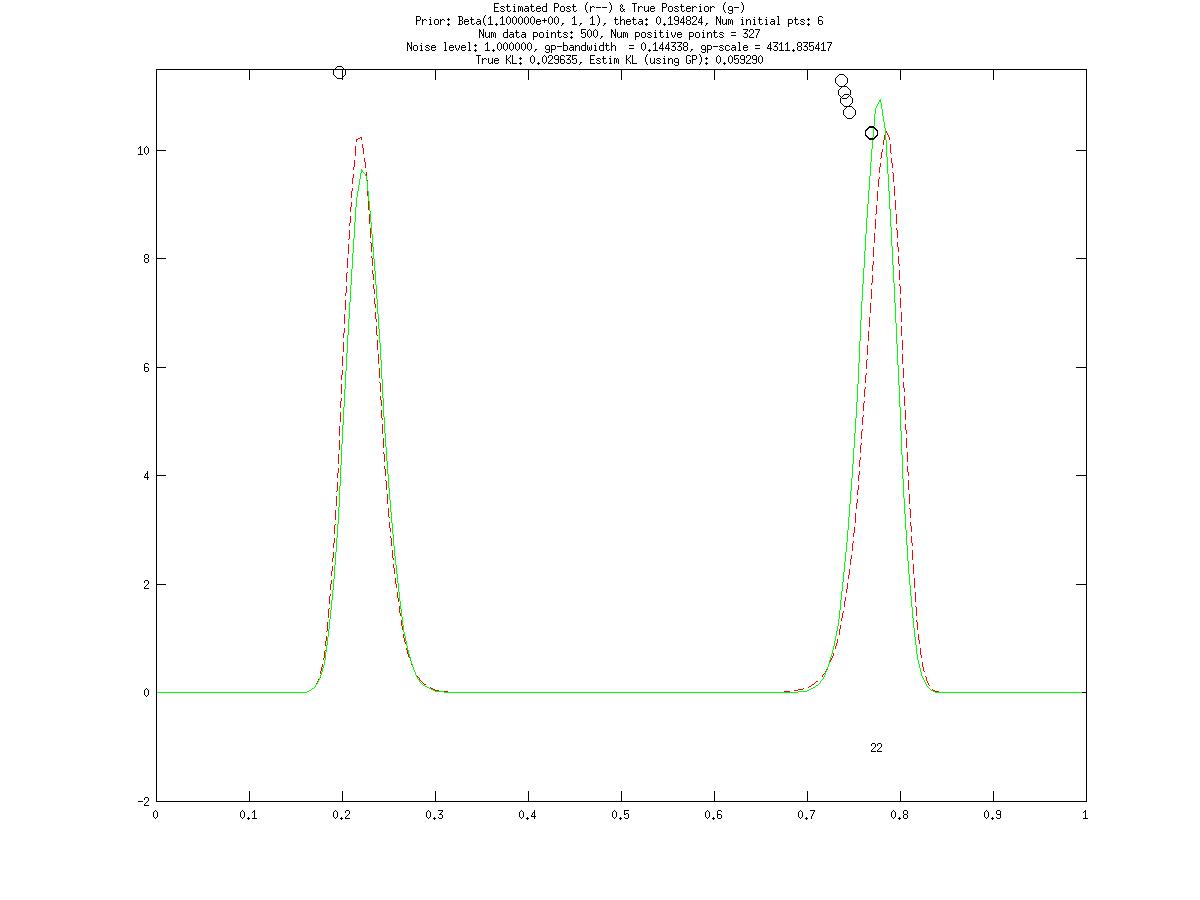 Estimated Post (r--) & True Posterior (g-)
Prior: Beta(1.100000e+00, 1, 1), theta: 0.194824, Num initial pts: 6
Num data points: 500, Num positive points = 327
Noise level: 1.000000, gp-bandwidth  = 0.144338, gp-scale = 4311.835417
True KL: 0.029635, Estim KL (using GP): 0.059290
10
8
6
4
2
0
22
-2
0 0.1 0.2 0.3 0.4 0.5 0.6 0.7 0.8 0.9 1